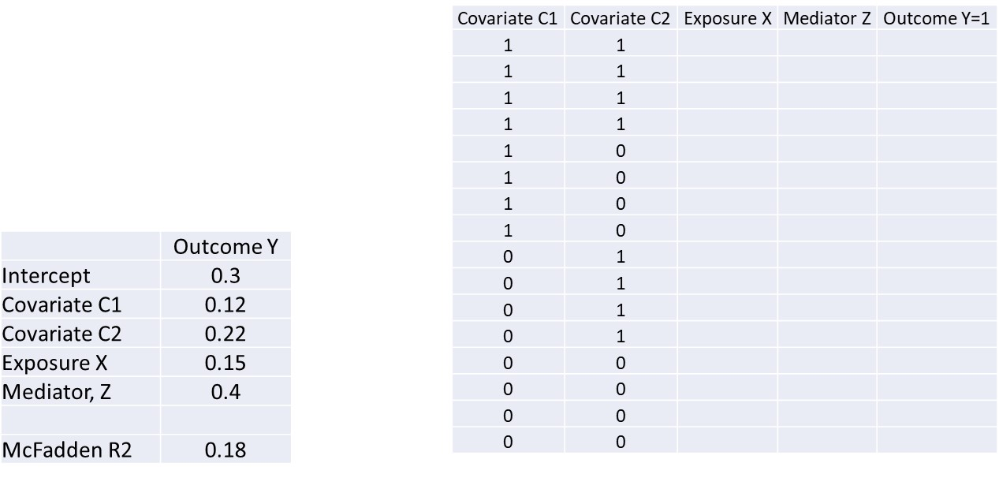 Outcome Y
Intercept 0.3
Covariate C1 0.12
Covariate C2 0.22
Exposure X 0.15
Mediator, Z 0.4
McFadden R2 0.18
Covariate C1 Covariate C2 Exposure X Mediator Z Outcome Y=1
1 1
1 1
1 1
1 1
1 0
1 0
1 0
1 0
0 1
0 1
0 1
0 1
0 0
0 0
0 0
0 0